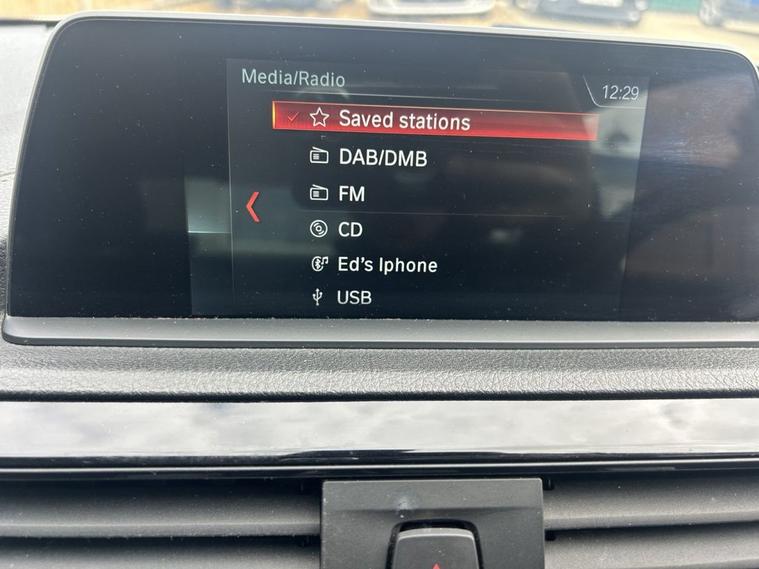 Media/Radio
12:29
Saved stations
DAB/DMB
FM
CD
Ed's Iphone
USB